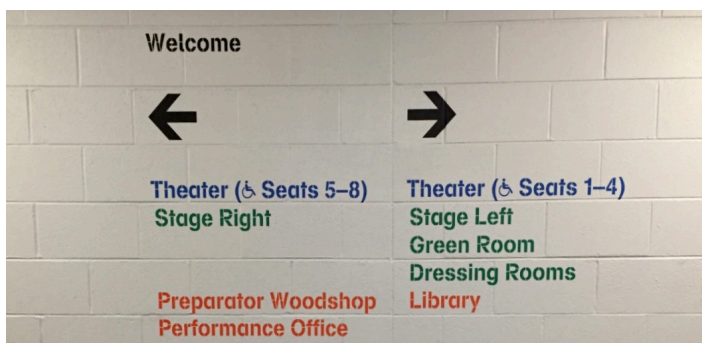 Welcome
Theater (♿ Seats 5–8)
Stage Right
Preparator Woodshop
Performance Office
Theater (♿ Seats 1–4)
Stage Left
Green Room
Dressing Rooms
Library